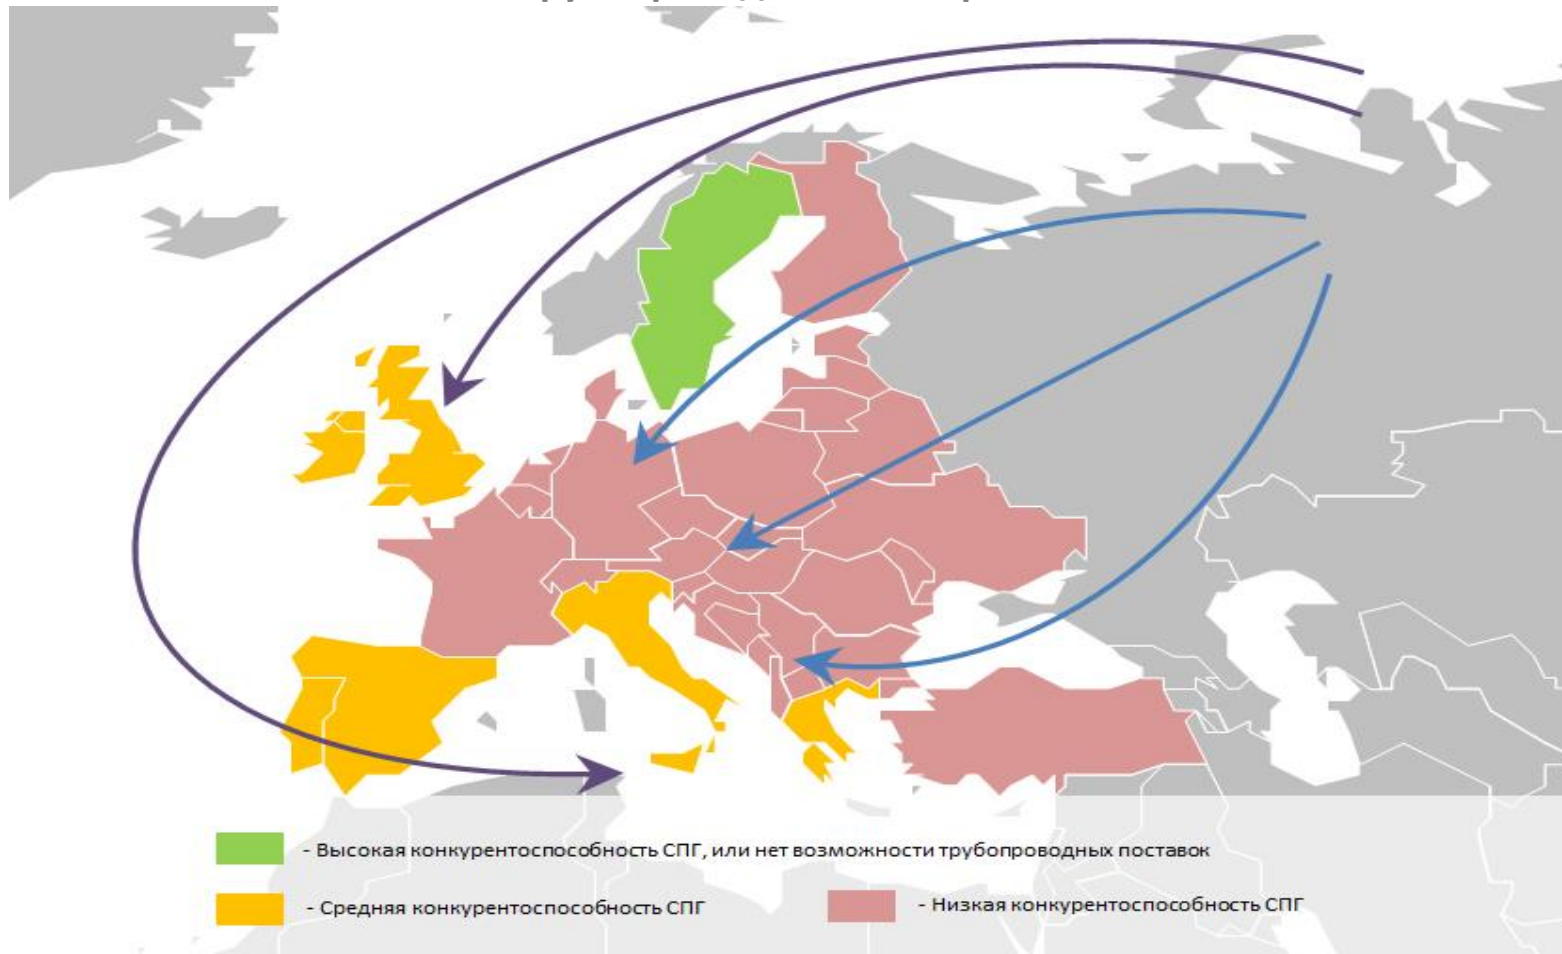 - Высокая конкурентоспособность СПГ, или нет возможности трубопроводных поставок
- Средняя конкурентоспособность СПГ
- Низкая конкурентоспособность СПГ